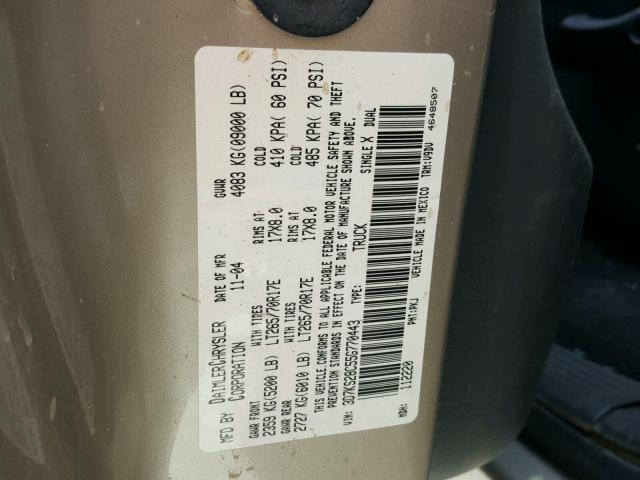 MFD BY DAIMLERCHRYSLER CORPORATION DATE OF MFR 11-04 GVWR 4083 KG(09000 LB)
GAWR FRONT WITH TIRES RIMS AT COLD
2359 KG(5200 LB) LT265/70R17E 17X8.0 410 KPA( 60 PSI)
GAWR REAR WITH TIRES RIMS AT COLD
2727 KG(6010 LB) LT265/70R17E 17X8.0 485 KPA( 70 PSI)
THIS VEHICLE CONFORMS TO ALL APPLICABLE FEDERAL MOTOR VEHICLE SAFETY AND THEFT
PREVENTION STANDARDS IN EFFECT ON THE DATE OF MANUFACTURE SHOWN ABOVE.
VIN: 3D7KS28C55G770443 TYPE: TRUCK SINGLE X DUAL
MDH: 112220 PNT:PKJ VEHICLE MADE IN MEXICO TRM:V9DV
4648507